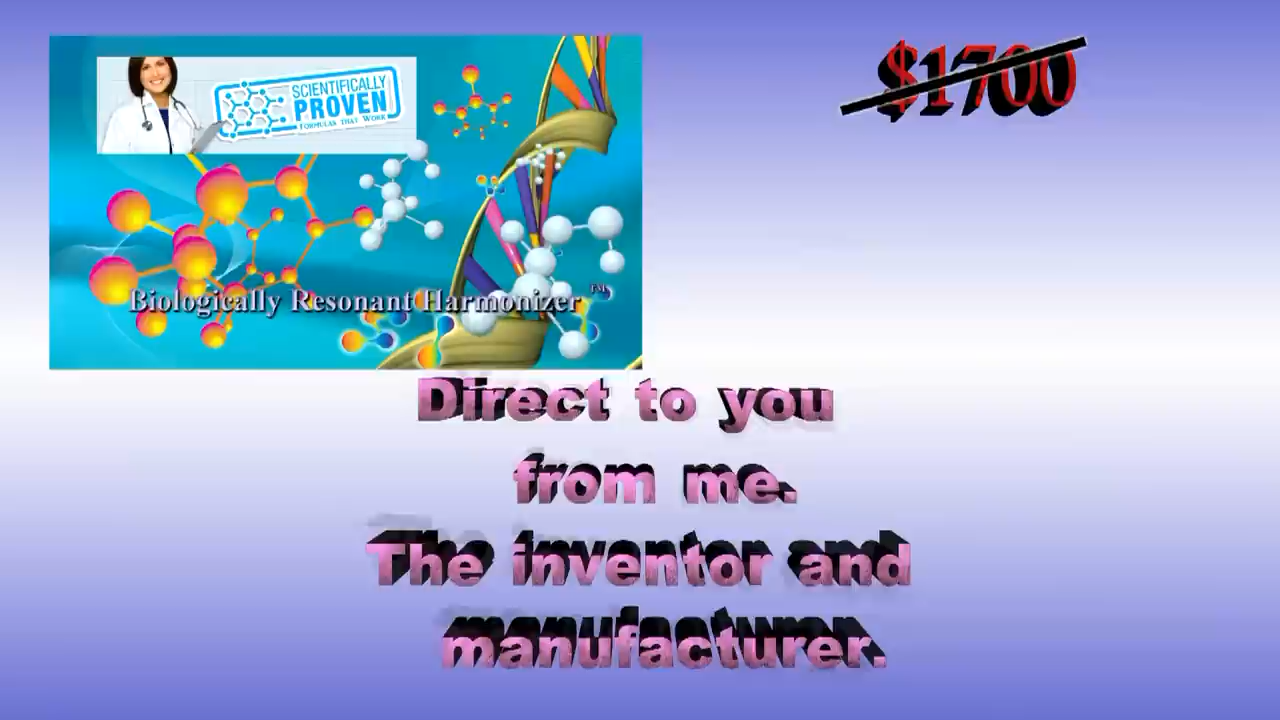 SCIENTIFICALLY
PROVEN
FORMULAS THAT WORK
$1700
Biologically Resonant Harmonizer ™
Direct to you
from me.
The inventor and
manufacturer.